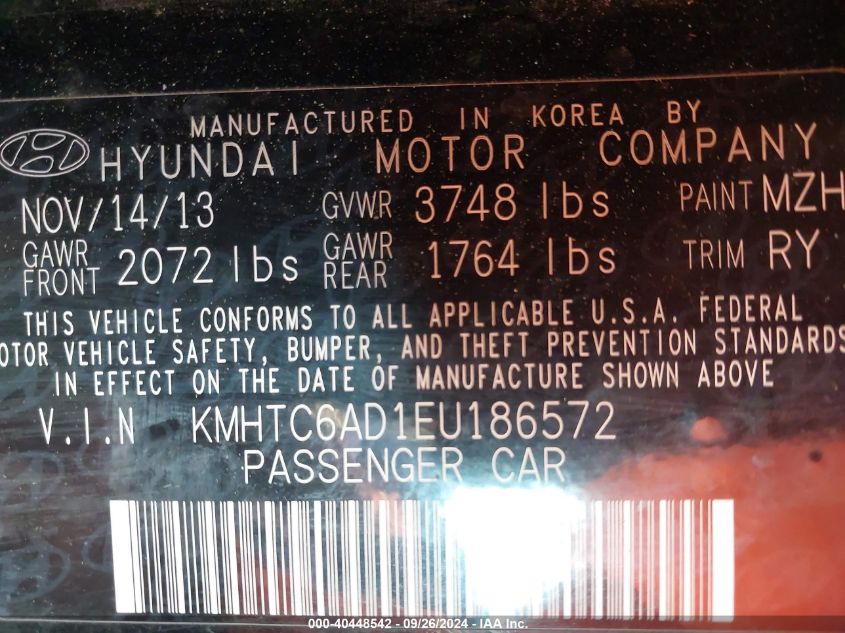 MANUFACTURED IN KOREA BY
HYUNDAI MOTOR COMPANY
NOV/14/13 GVWR 3748 lbs PAINT MZH
GAWR FRONT 2072 lbs GAWR REAR 1764 lbs TRIM RY
THIS VEHICLE CONFORMS TO ALL APPLICABLE U.S.A. FEDERAL
OTOR VEHICLE SAFETY, BUMPER, AND THEFT PREVENTION STANDARDS
IN EFFECT ON THE DATE OF MANUFACTURE SHOWN ABOVE
V.I.N KMHTC6AD1EU186572
PASSENGER CAR
000-40448542 - 09/26/2024 - IAA Inc.